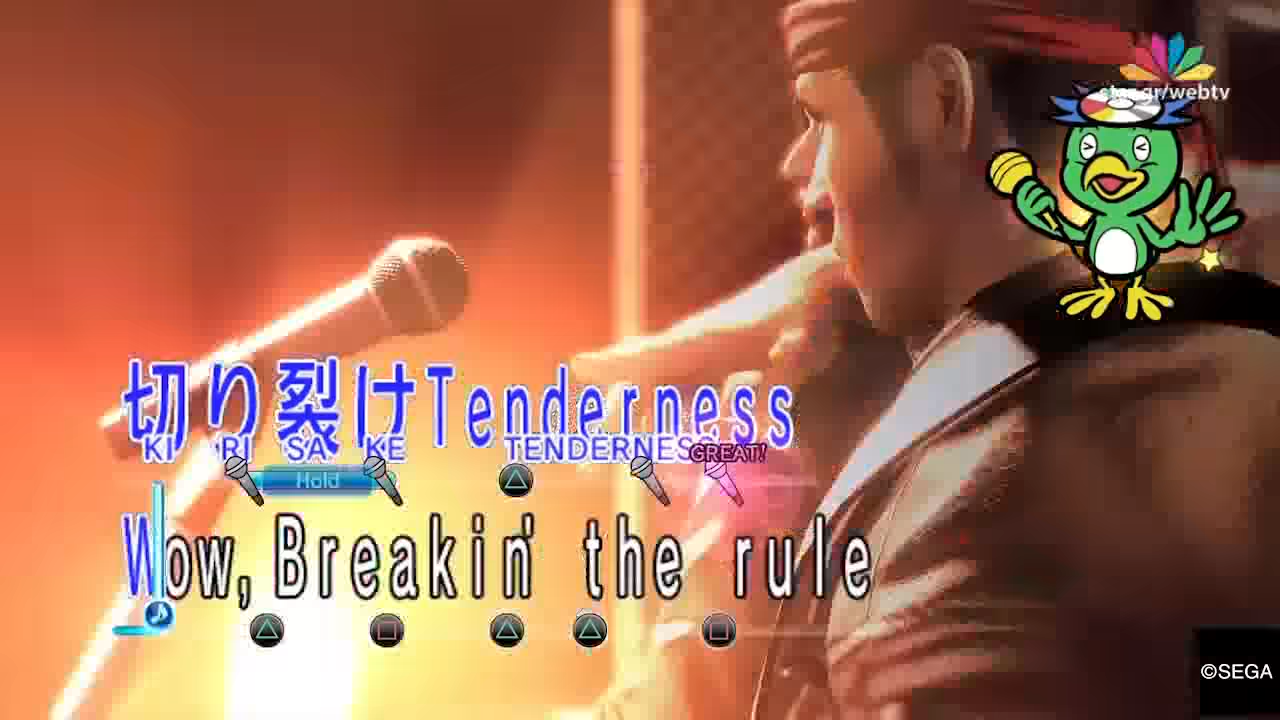 star.gr/webtv
切り裂けTenderness
KI RI SA KE TENDERNESS
GREAT!
Hold
Wow, Breakin' the rule
©SEGA